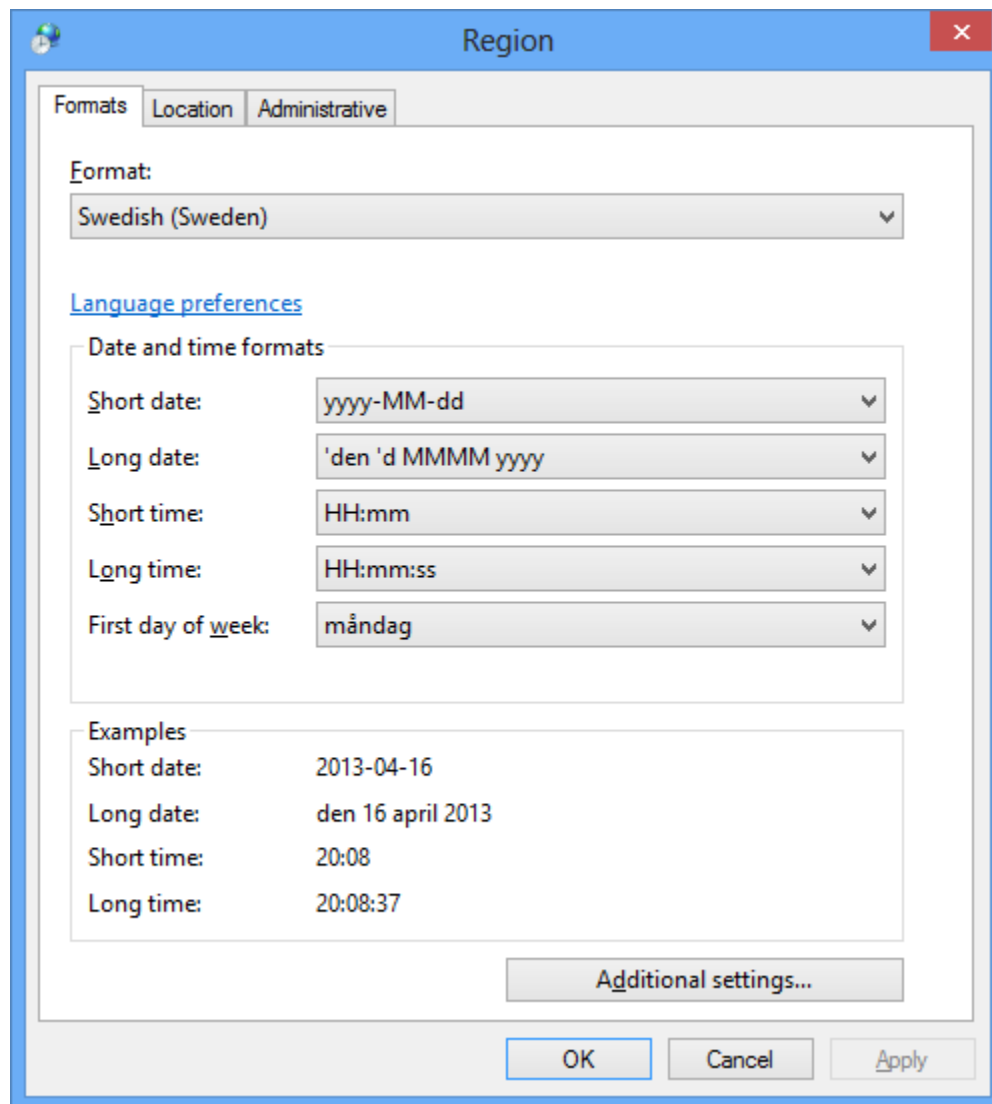 Region
Formats Location Administrative
Format:
Swedish (Sweden)
Language preferences
Date and time formats
Short date: yyyy-MM-dd
Long date: 'den 'd MMMM yyyy
Short time: HH:mm
Long time: HH:mm:ss
First day of week: måndag
Examples
Short date: 2013-04-16
Long date: den 16 april 2013
Short time: 20:08
Long time: 20:08:37
Additional settings...
OK Cancel Apply